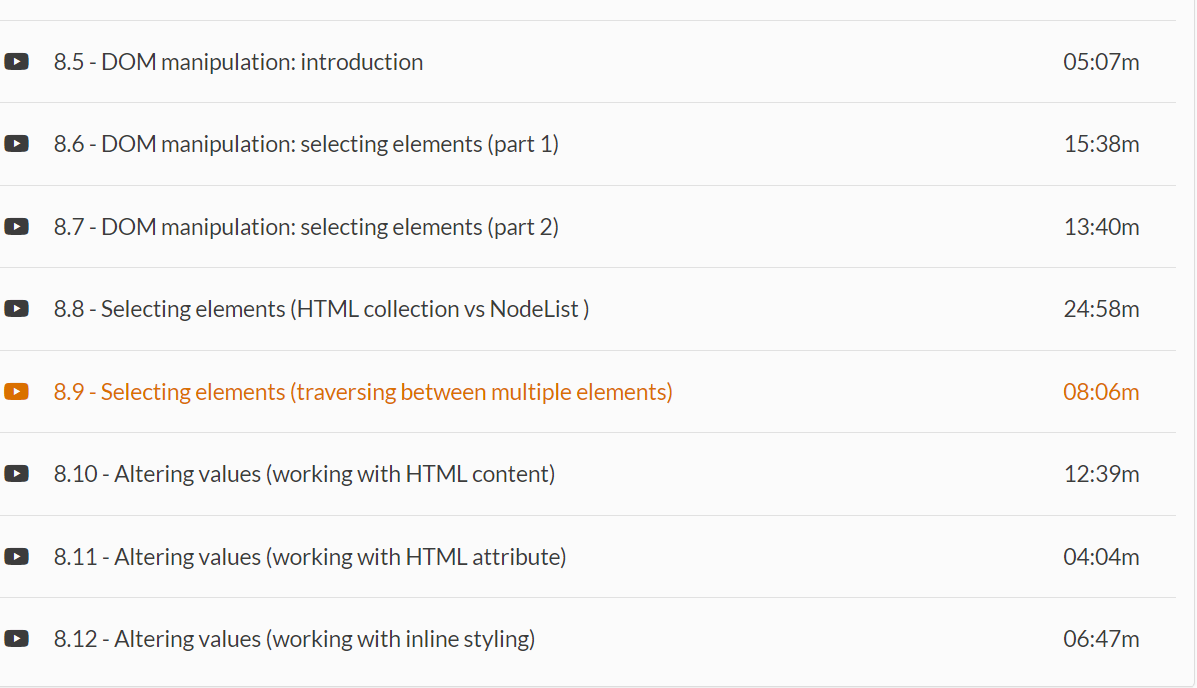 8.5 - DOM manipulation: introduction 05:07m
8.6 - DOM manipulation: selecting elements (part 1) 15:38m
8.7 - DOM manipulation: selecting elements (part 2) 13:40m
8.8 - Selecting elements (HTML collection vs NodeList ) 24:58m
8.9 - Selecting elements (traversing between multiple elements) 08:06m
8.10 - Altering values (working with HTML content) 12:39m
8.11 - Altering values (working with HTML attribute) 04:04m
8.12 - Altering values (working with inline styling) 06:47m